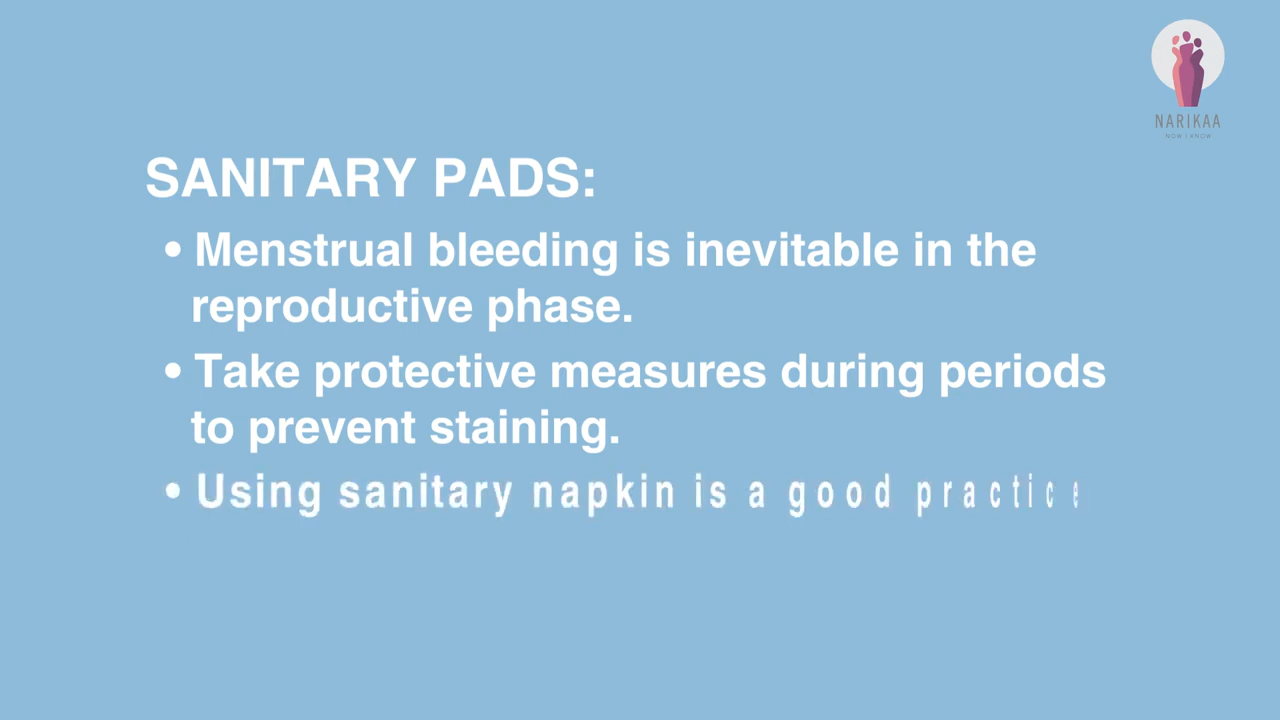 NARIKAA
NOW I KNOW
SANITARY PADS:
• Menstrual bleeding is inevitable in the
reproductive phase.
• Take protective measures during periods
to prevent staining.
• Using sanitary napkin is a good practice